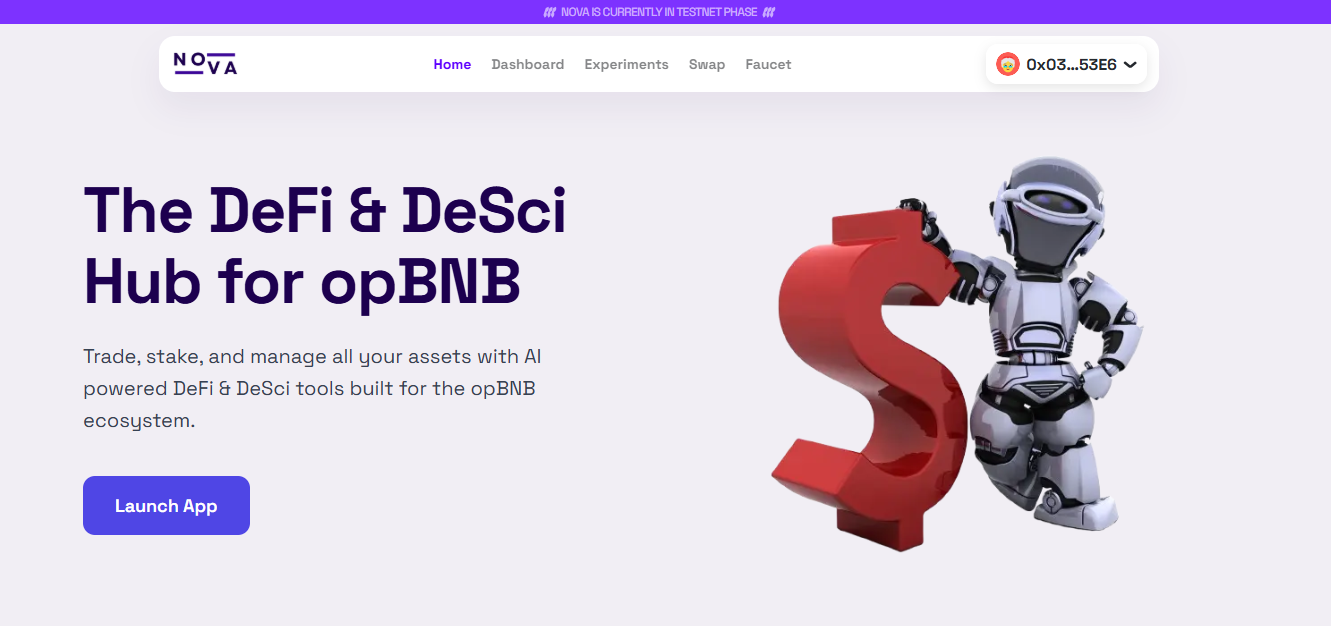 NOVA IS CURRENTLY IN TESTNET PHASE
NOVA
Home Dashboard Experiments Swap Faucet
0x03...53E6
The DeFi & DeSci
Hub for opBNB
Trade, stake, and manage all your assets with AI
powered DeFi & DeSci tools built for the opBNB
ecosystem.
Launch App